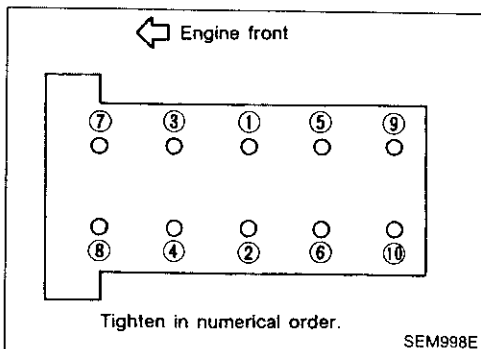 Engine front
⑦ ③ ① ⑤ ⑨
⑧ ④ ② ⑥ ⑩
Tighten in numerical order.
SEM998E